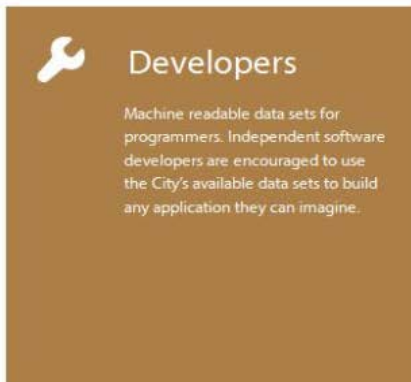 Developers
Machine readable data sets for
programmers. Independent software
developers are encouraged to use
the City's available data sets to build
any application they can imagine.